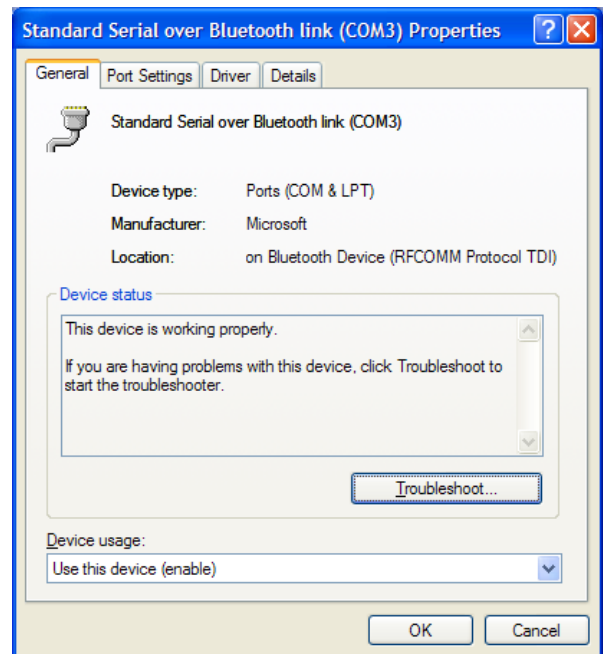 Standard Serial over Bluetooth link (COM3) Properties
General Port Settings Driver Details
Standard Serial over Bluetooth link (COM3)
Device type: Ports (COM & LPT)
Manufacturer: Microsoft
Location: on Bluetooth Device (RFCOMM Protocol TDI)
Device status
This device is working properly.
If you are having problems with this device, click Troubleshoot to
start the troubleshooter.
Troubleshoot...
Device usage:
Use this device (enable)
OK Cancel